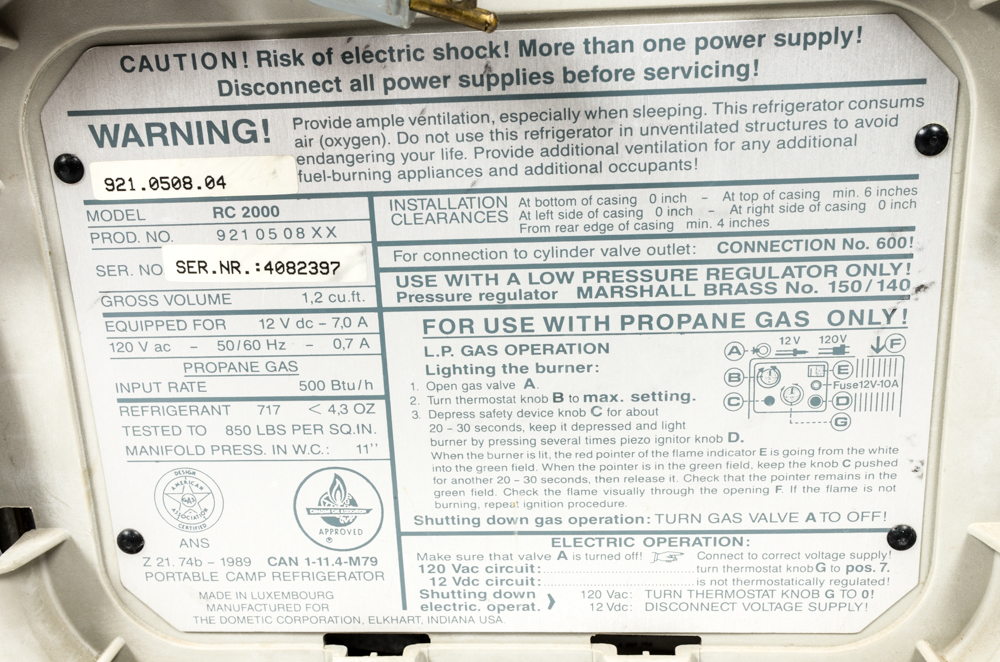 CAUTION! Risk of electric shock! More than one power supply!
Disconnect all power supplies before servicing!
WARNING!
Provide ample ventilation, especially when sleeping. This refrigerator consumes
air (oxygen). Do not use this refrigerator in unventilated structures to avoid
endangering your life. Provide additional ventilation for any additional
fuel-burning appliances and additional occupants!
921.0508.04
MODEL RC 2000
PROD. NO. 921 05 08 XX
SER. NO SER.NR.:4082397
GROSS VOLUME 1,2 cu.ft.
EQUIPPED FOR 12 V dc – 7,0 A
120 V ac – 50/60 Hz – 0,7 A
PROPANE GAS
INPUT RATE 500 Btu/h
REFRIGERANT 717 < 4,3 OZ
TESTED TO 850 LBS PER SQ.IN.
MANIFOLD PRESS. IN W.C.: 11''
DESIGN
AMERICAN
GAS
ASSOCIATION
CERTIFIED
ANS
APPROVED
®
Z 21. 74b – 1989 CAN 1-11.4-M79
PORTABLE CAMP REFRIGERATOR
MADE IN LUXEMBOURG
MANUFACTURED FOR
THE DOMETIC CORPORATION, ELKHART, INDIANA USA.
INSTALLATION CLEARANCES
At bottom of casing 0 inch – At top of casing min. 6 inches
At left side of casing 0 inch – At right side of casing 0 inch
From rear edge of casing min. 4 inches
For connection to cylinder valve outlet: CONNECTION No. 600!
USE WITH A LOW PRESSURE REGULATOR ONLY!
Pressure regulator MARSHALL BRASS No. 150/140
FOR USE WITH PROPANE GAS ONLY!
L.P. GAS OPERATION
Lighting the burner:
1. Open gas valve A.
2. Turn thermostat knob B to max. setting.
3. Depress safety device knob C for about
20 – 30 seconds, keep it depressed and light
burner by pressing several times piezo ignitor knob D.
When the burner is lit, the red pointer of the flame indicator E is going from the white
into the green field. When the pointer is in the green field, keep the knob C pushed
for another 20 – 30 seconds, then release it. Check that the pointer remains in the
green field. Check the flame visually through the opening F. If the flame is not
burning, repeat ignition procedure.
12V 120V
A F
B E
Fuse12V-10A
C D
G
Shutting down gas operation: TURN GAS VALVE A TO OFF!
ELECTRIC OPERATION:
Make sure that valve A is turned off! Connect to correct voltage supply!
120 Vac circuit: turn thermostat knob G to pos. 7.
12 Vdc circuit: is not thermostatically regulated!
Shutting down 120 Vac: TURN THERMOSTAT KNOB G TO 0!
electric. operat. 12 Vdc: DISCONNECT VOLTAGE SUPPLY!